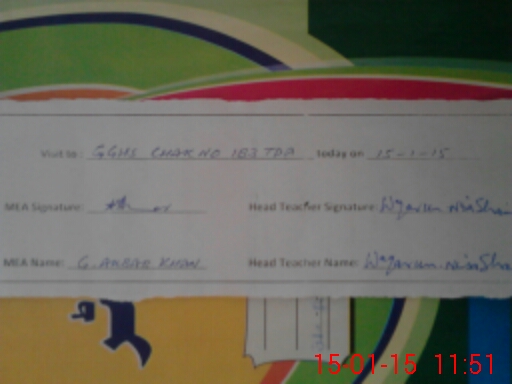 Visit to: GGHS CHAK NO 183 TDA today on 15-1-15
MEA Signature: Head Teacher Signature:
MEA Name: G. AKBAR KHAN Head Teacher Name:
15-01-15 11:51